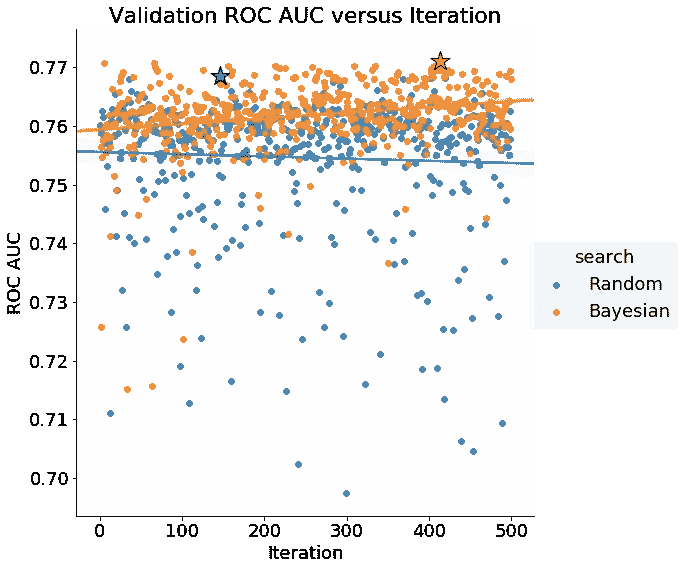 Validation ROC AUC versus Iteration
0.77
0.76
0.75
0.74
0.73
0.72
0.71
0.70
ROC AUC
0 100 200 300 400 500
Iteration
search
Random
Bayesian